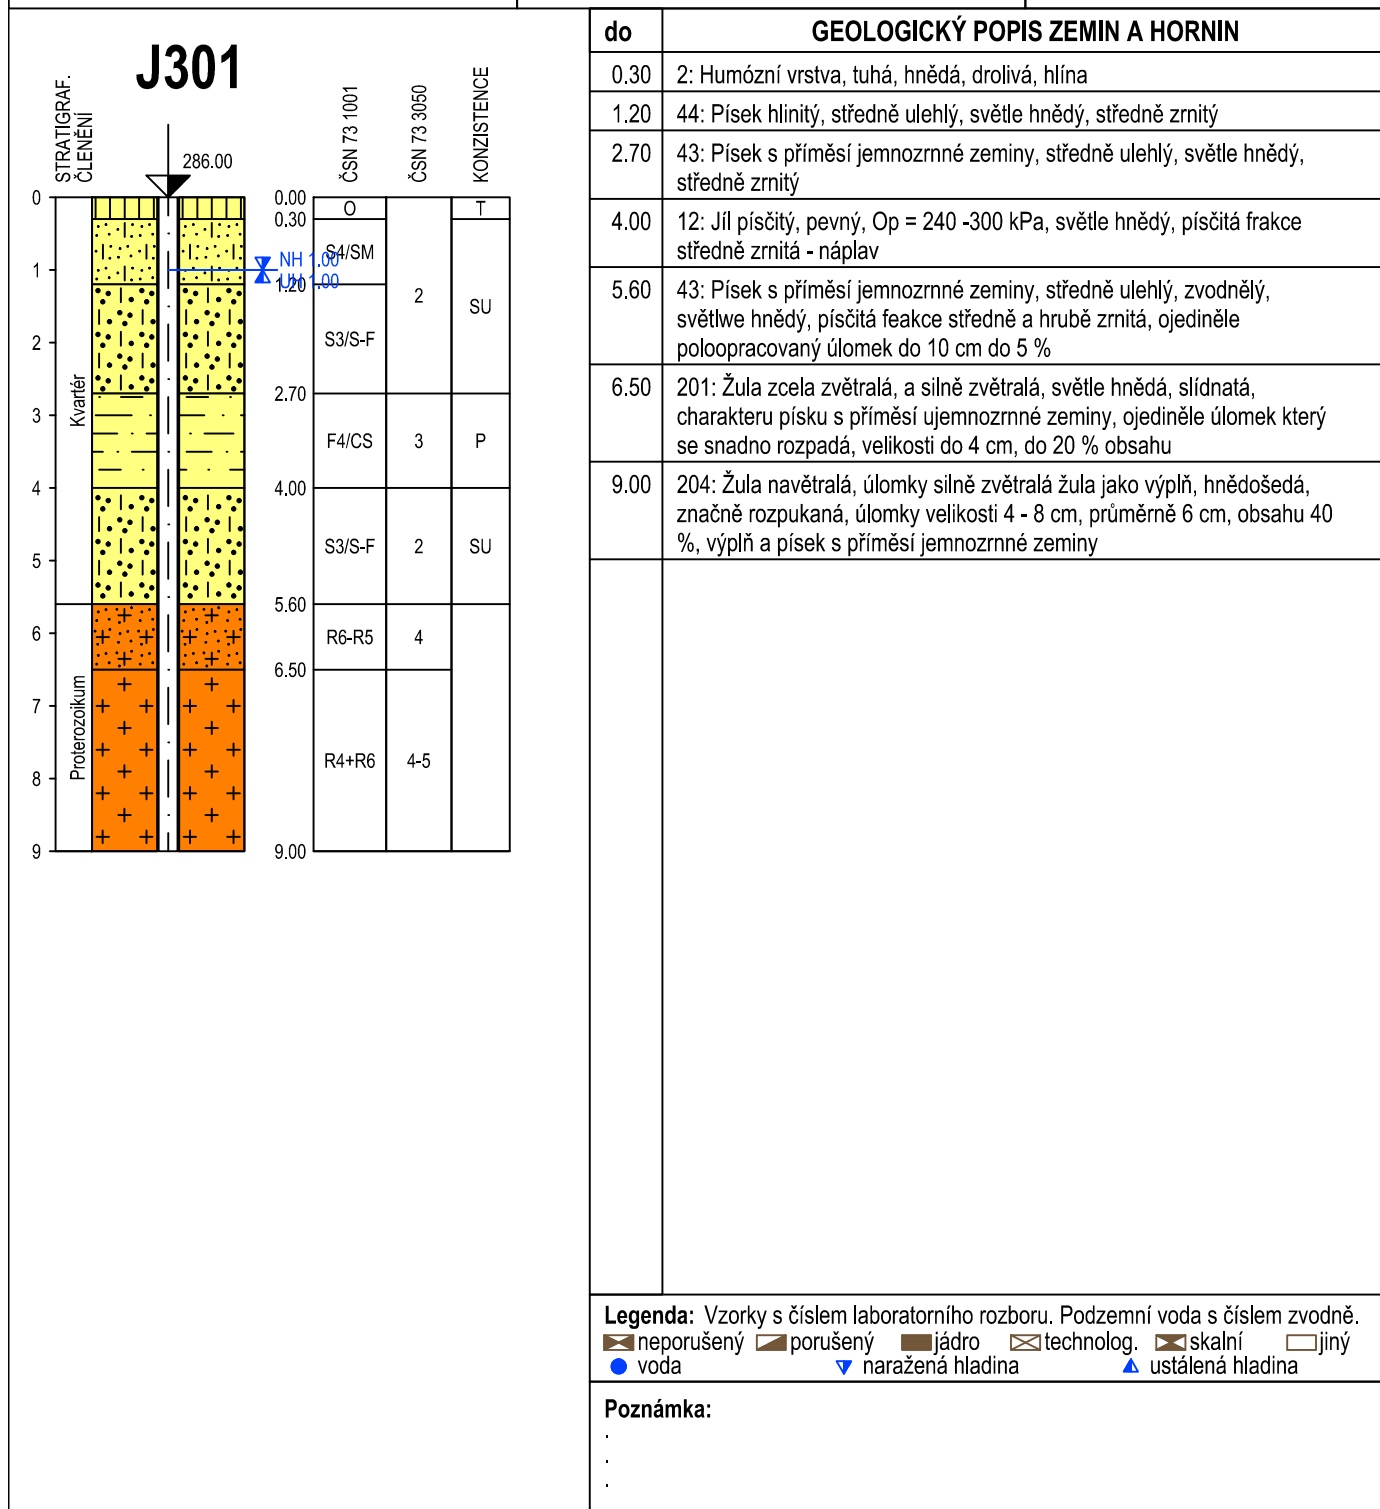 J301
STRATIGRAF.
ČLENĚNÍ
ČSN 73 1001
ČSN 73 3050
KONZISTENCE
286.00
0
1
2
3
4
5
6
7
8
9
Kvartér
Proterozoikum
NH 1.00
UH 1.00
0.00
0.30
1.20
2.70
4.00
5.60
6.50
9.00
O
S4/SM
S3/S-F
F4/CS
S3/S-F
R6-R5
R4+R6
2
3
2
4
4-5
T
SU
P
SU
do GEOLOGICKÝ POPIS ZEMIN A HORNIN
0.30 2: Humózní vrstva, tuhá, hnědá, drolivá, hlína
1.20 44: Písek hlinitý, středně ulehlý, světle hnědý, středně zrnitý
2.70 43: Písek s příměsí jemnozrnné zeminy, středně ulehlý, světle hnědý,
středně zrnitý
4.00 12: Jíl písčitý, pevný, Op = 240 -300 kPa, světle hnědý, písčitá frakce
středně zrnitá - náplav
5.60 43: Písek s příměsí jemnozrnné zeminy, středně ulehlý, zvodnělý,
světlwe hnědý, písčitá feakce středně a hrubě zrnitá, ojediněle
poloopracovaný úlomek do 10 cm do 5 %
6.50 201: Žula zcela zvětralá, a silně zvětralá, světle hnědá, slídnatá,
charakteru písku s příměsí ujemnozrnné zeminy, ojediněle úlomek který
se snadno rozpadá, velikosti do 4 cm, do 20 % obsahu
9.00 204: Žula navětralá, úlomky silně zvětralá žula jako výplň, hnědošedá,
značně rozpukaná, úlomky velikosti 4 - 8 cm, průměrně 6 cm, obsahu 40
%, výplň a písek s příměsí jemnozrnné zeminy
Legenda: Vzorky s číslem laboratorního rozboru. Podzemní voda s číslem zvodně.
neporušený porušený jádro technolog. skalní jiný
voda naražená hladina ustálená hladina
Poznámka:
.
.
.